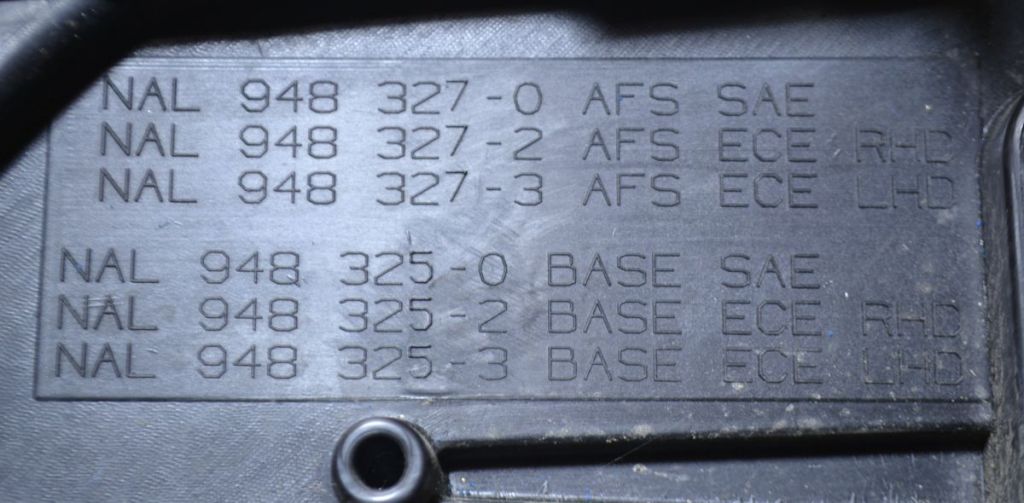 NAL 948 327-0 AFS SAE
NAL 948 327-2 AFS ECE RHD
NAL 948 327-3 AFS ECE LHD
NAL 948 325-0 BASE SAE
NAL 948 325-2 BASE ECE RHD
NAL 948 325-3 BASE ECE LHD